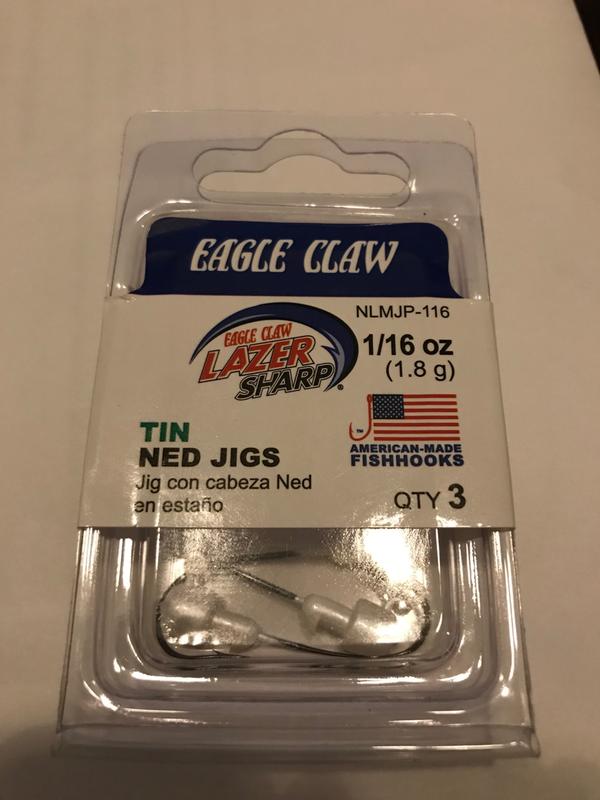 EAGLE CLAW
NLMJP-116
EAGLE CLAW
LAZER
SHARP®
1/16 oz
(1.8 g)
TIN
NED JIGS
Jig con cabeza Ned
en estaño
TM
AMERICAN-MADE
FISHHOOKS
QTY 3